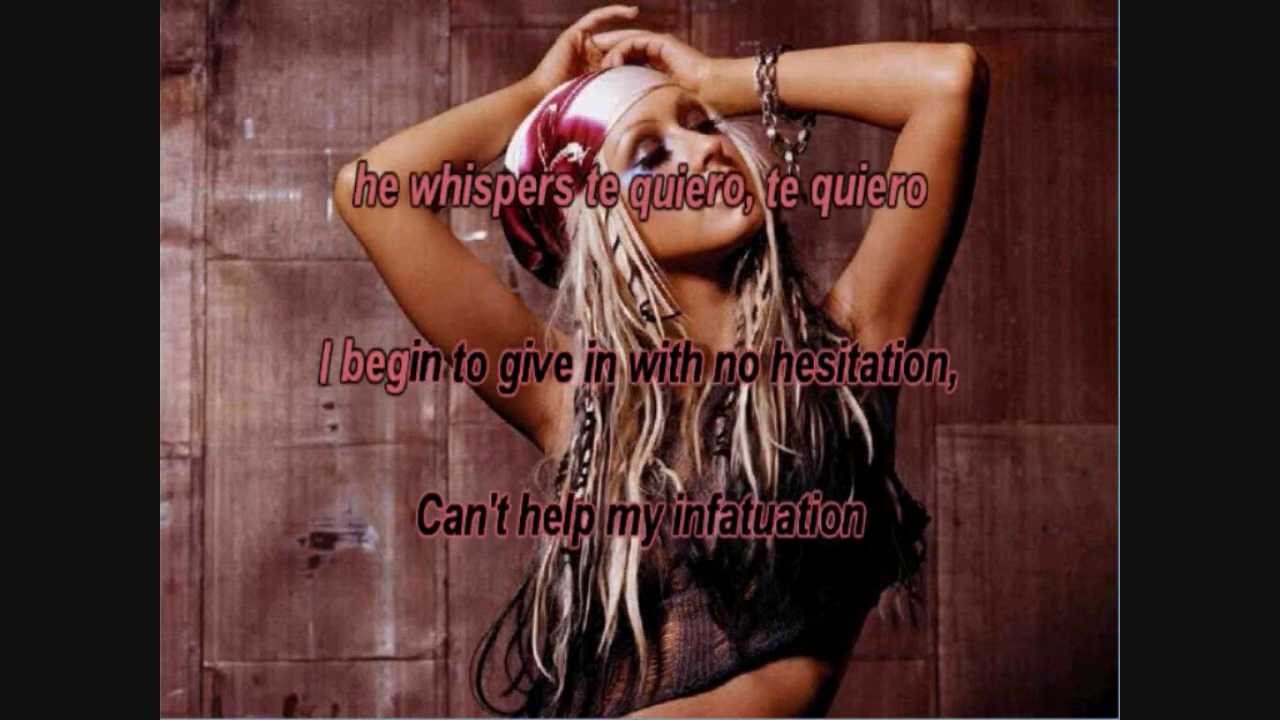 he whispers te quiero, te quiero
I begin to give in with no hesitation,
Can't help my infatuation